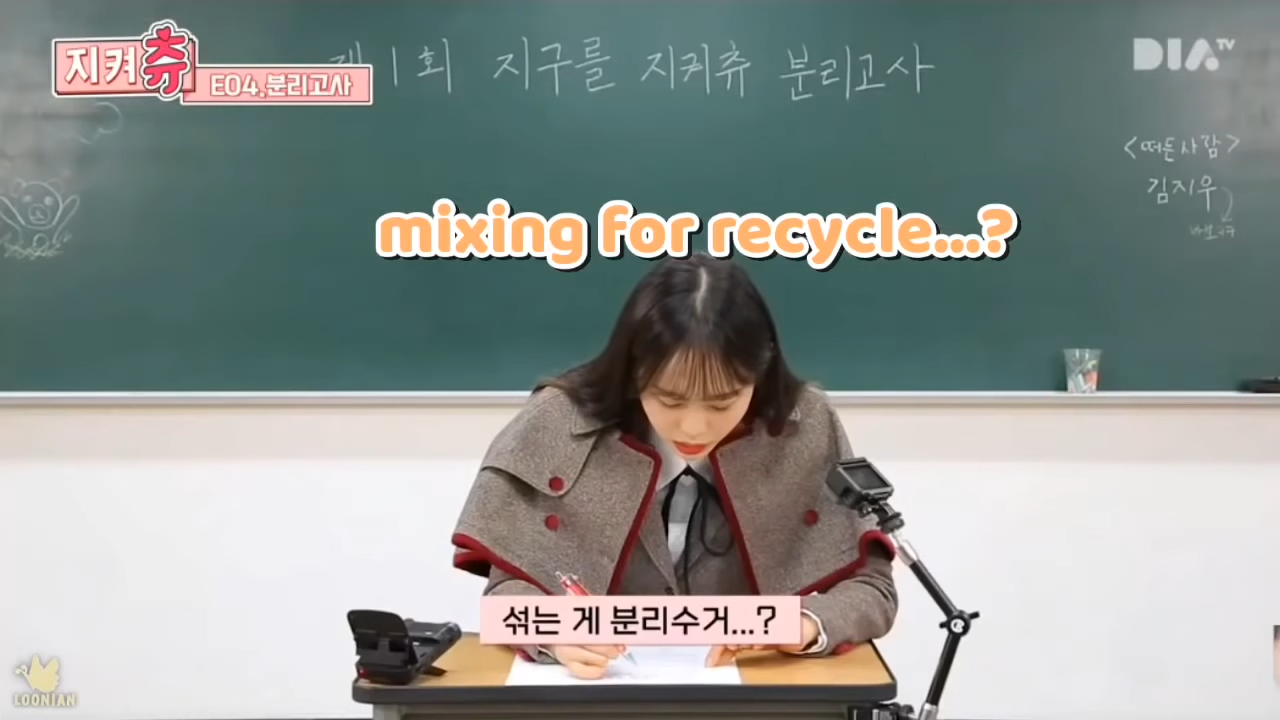 지켜츄
E04.분리고사
제1회 지구를 지켜츄 분리고사
DIA TV
<떠든사람>
김지우
mixing for recycle...?
섞는 게 분리수거...?
LOONIAN